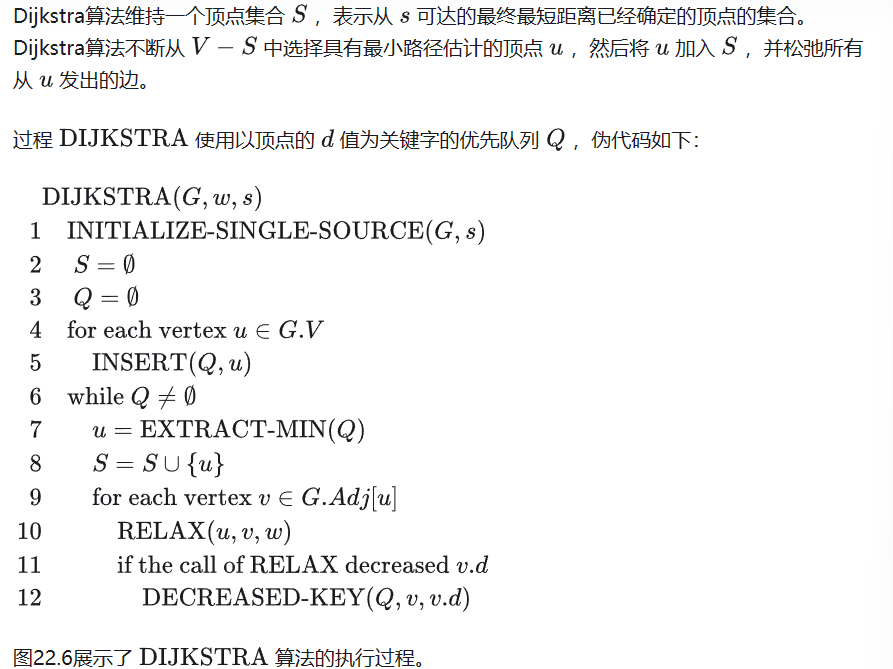 Dijkstra算法维持一个顶点集合 S ，表示从 s 可达的最终最短距离已经确定的顶点的集合。
Dijkstra算法不断从 V − S 中选择具有最小路径估计的顶点 u ，然后将 u 加入 S ，并松弛所有
从 u 发出的边。
过程 DIJKSTRA 使用以顶点的 d 值为关键字的优先队列 Q ，伪代码如下：
DIJKSTRA(G, w, s)
1 INITIALIZE-SINGLE-SOURCE(G, s)
2 S = ∅
3 Q = ∅
4 for each vertex u ∈ G.V
5 INSERT(Q, u)
6 while Q ≠ ∅
7 u = EXTRACT-MIN(Q)
8 S = S ∪ {u}
9 for each vertex v ∈ G.Adj[u]
10 RELAX(u, v, w)
11 if the call of RELAX decreased v.d
12 DECREASED-KEY(Q, v, v.d)
图22.6展示了 DIJKSTRA 算法的执行过程。